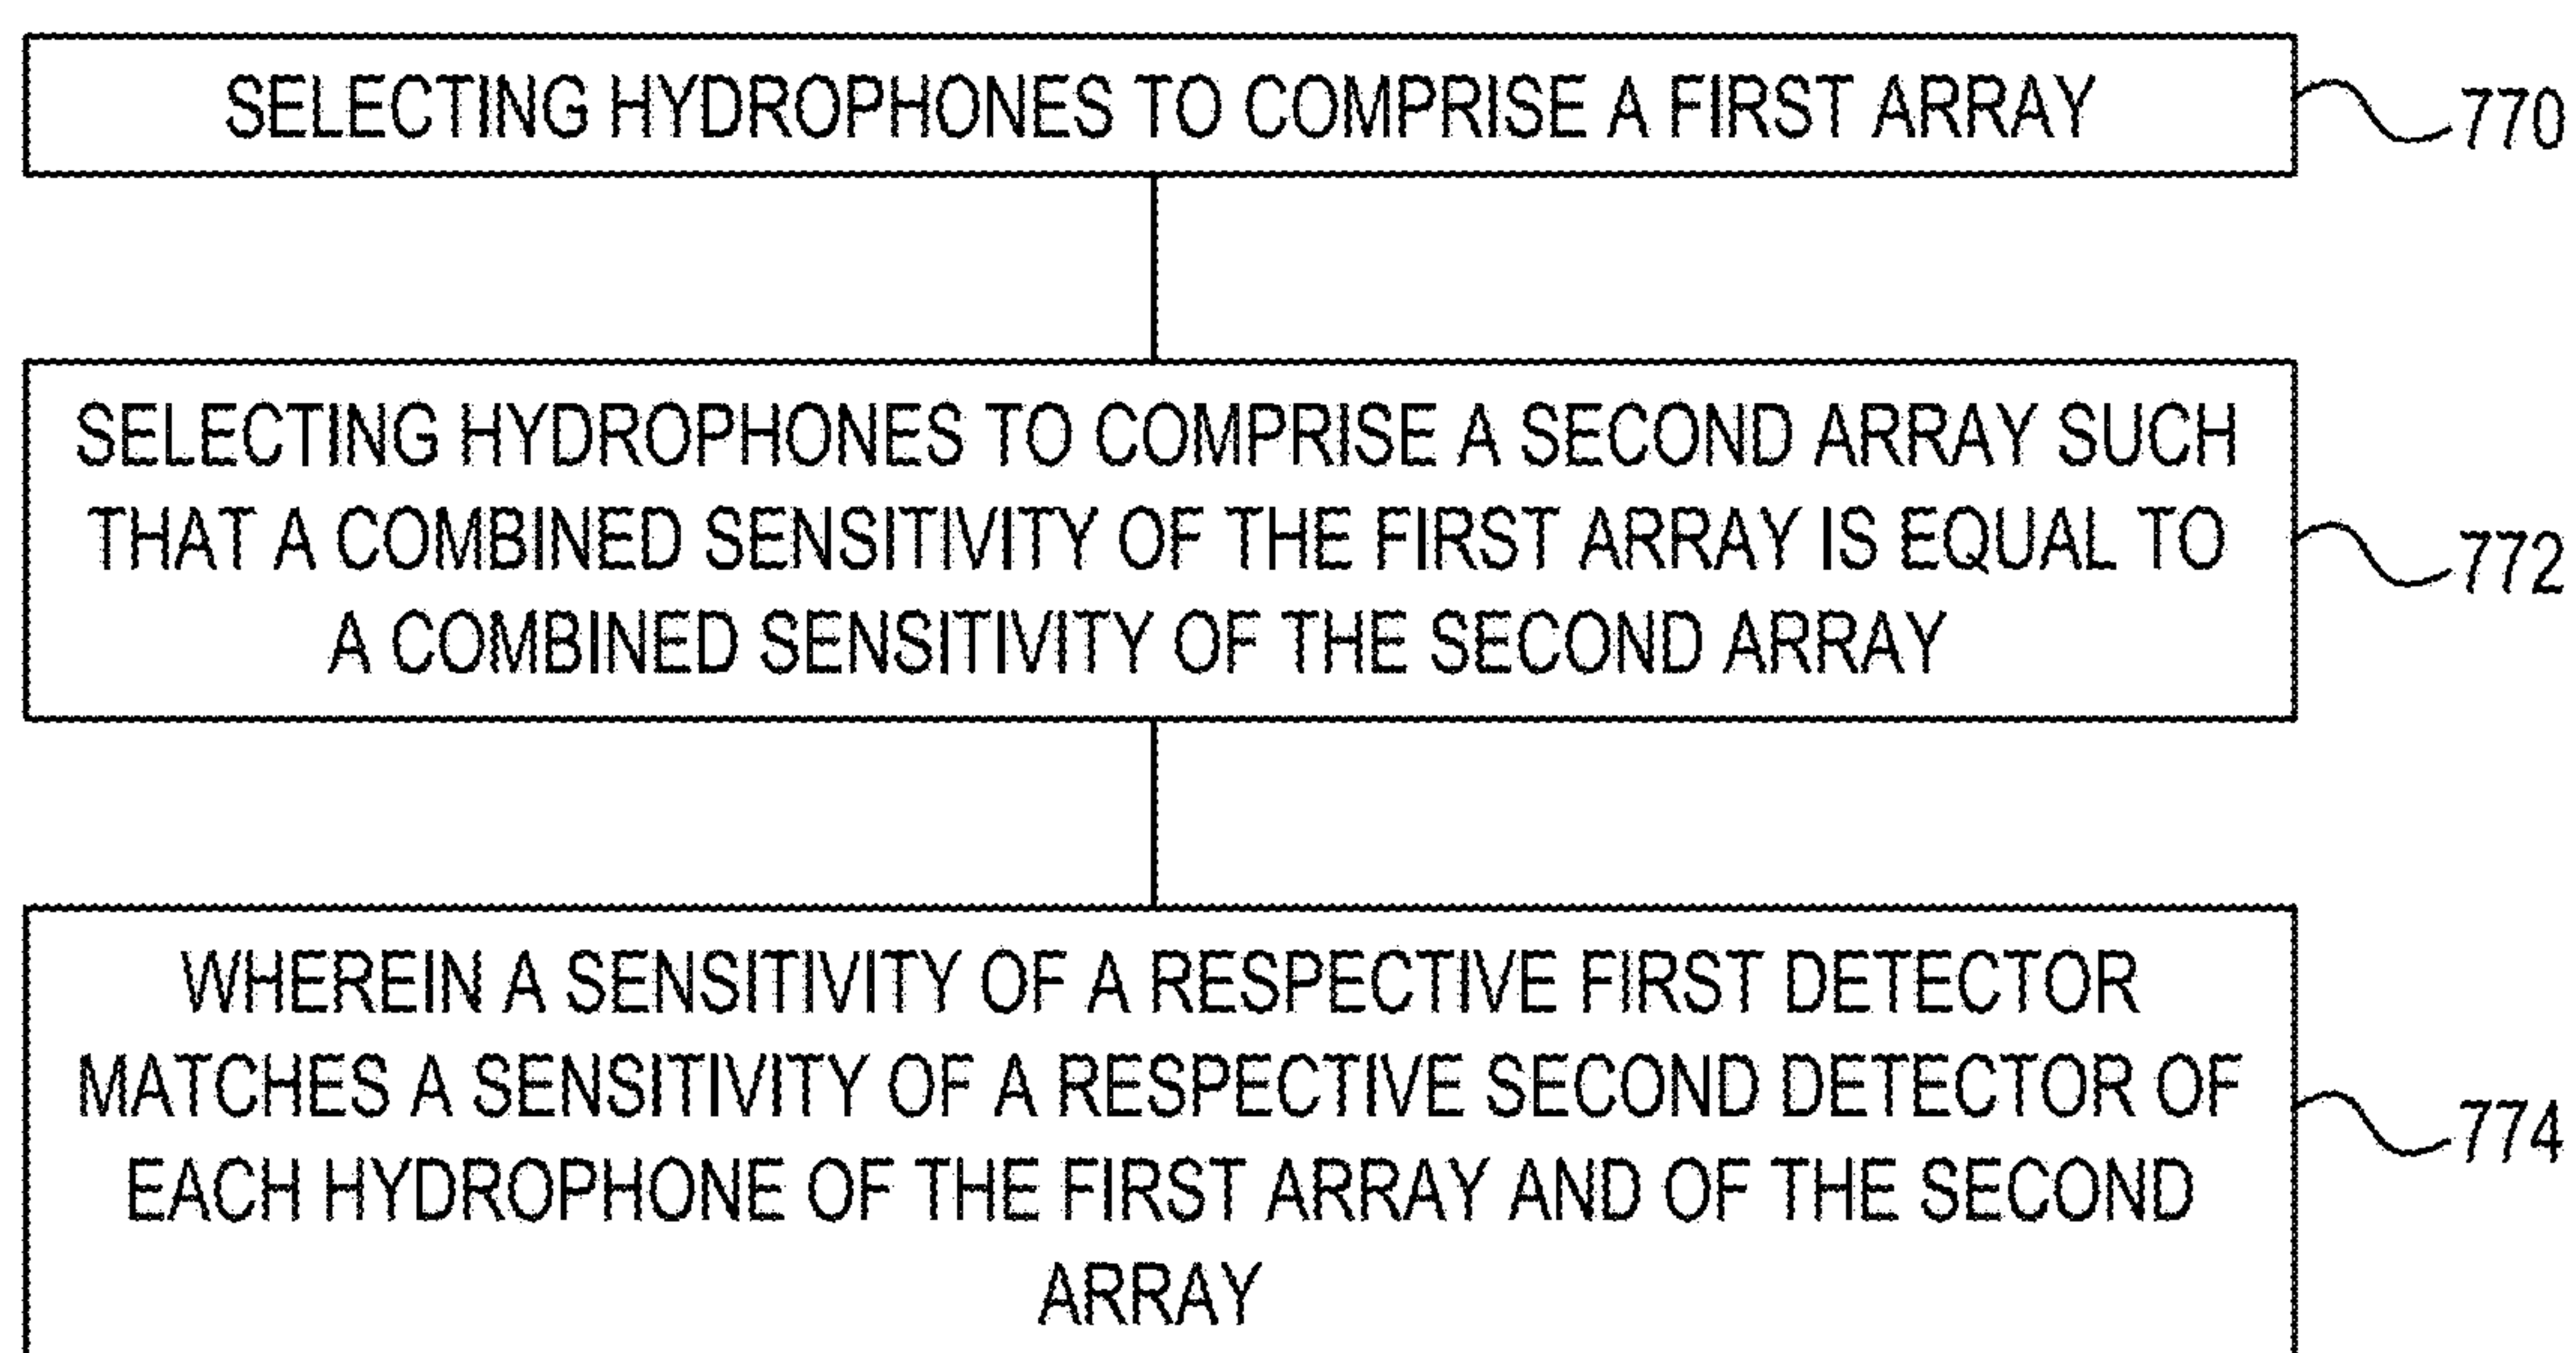 SELECTING HYDROPHONES TO COMPRISE A FIRST ARRAY
770
SELECTING HYDROPHONES TO COMPRISE A SECOND ARRAY SUCH
THAT A COMBINED SENSITIVITY OF THE FIRST ARRAY IS EQUAL TO
A COMBINED SENSITIVITY OF THE SECOND ARRAY
772
WHEREIN A SENSITIVITY OF A RESPECTIVE FIRST DETECTOR
MATCHES A SENSITIVITY OF A RESPECTIVE SECOND DETECTOR OF
EACH HYDROPHONE OF THE FIRST ARRAY AND OF THE SECOND
ARRAY
774